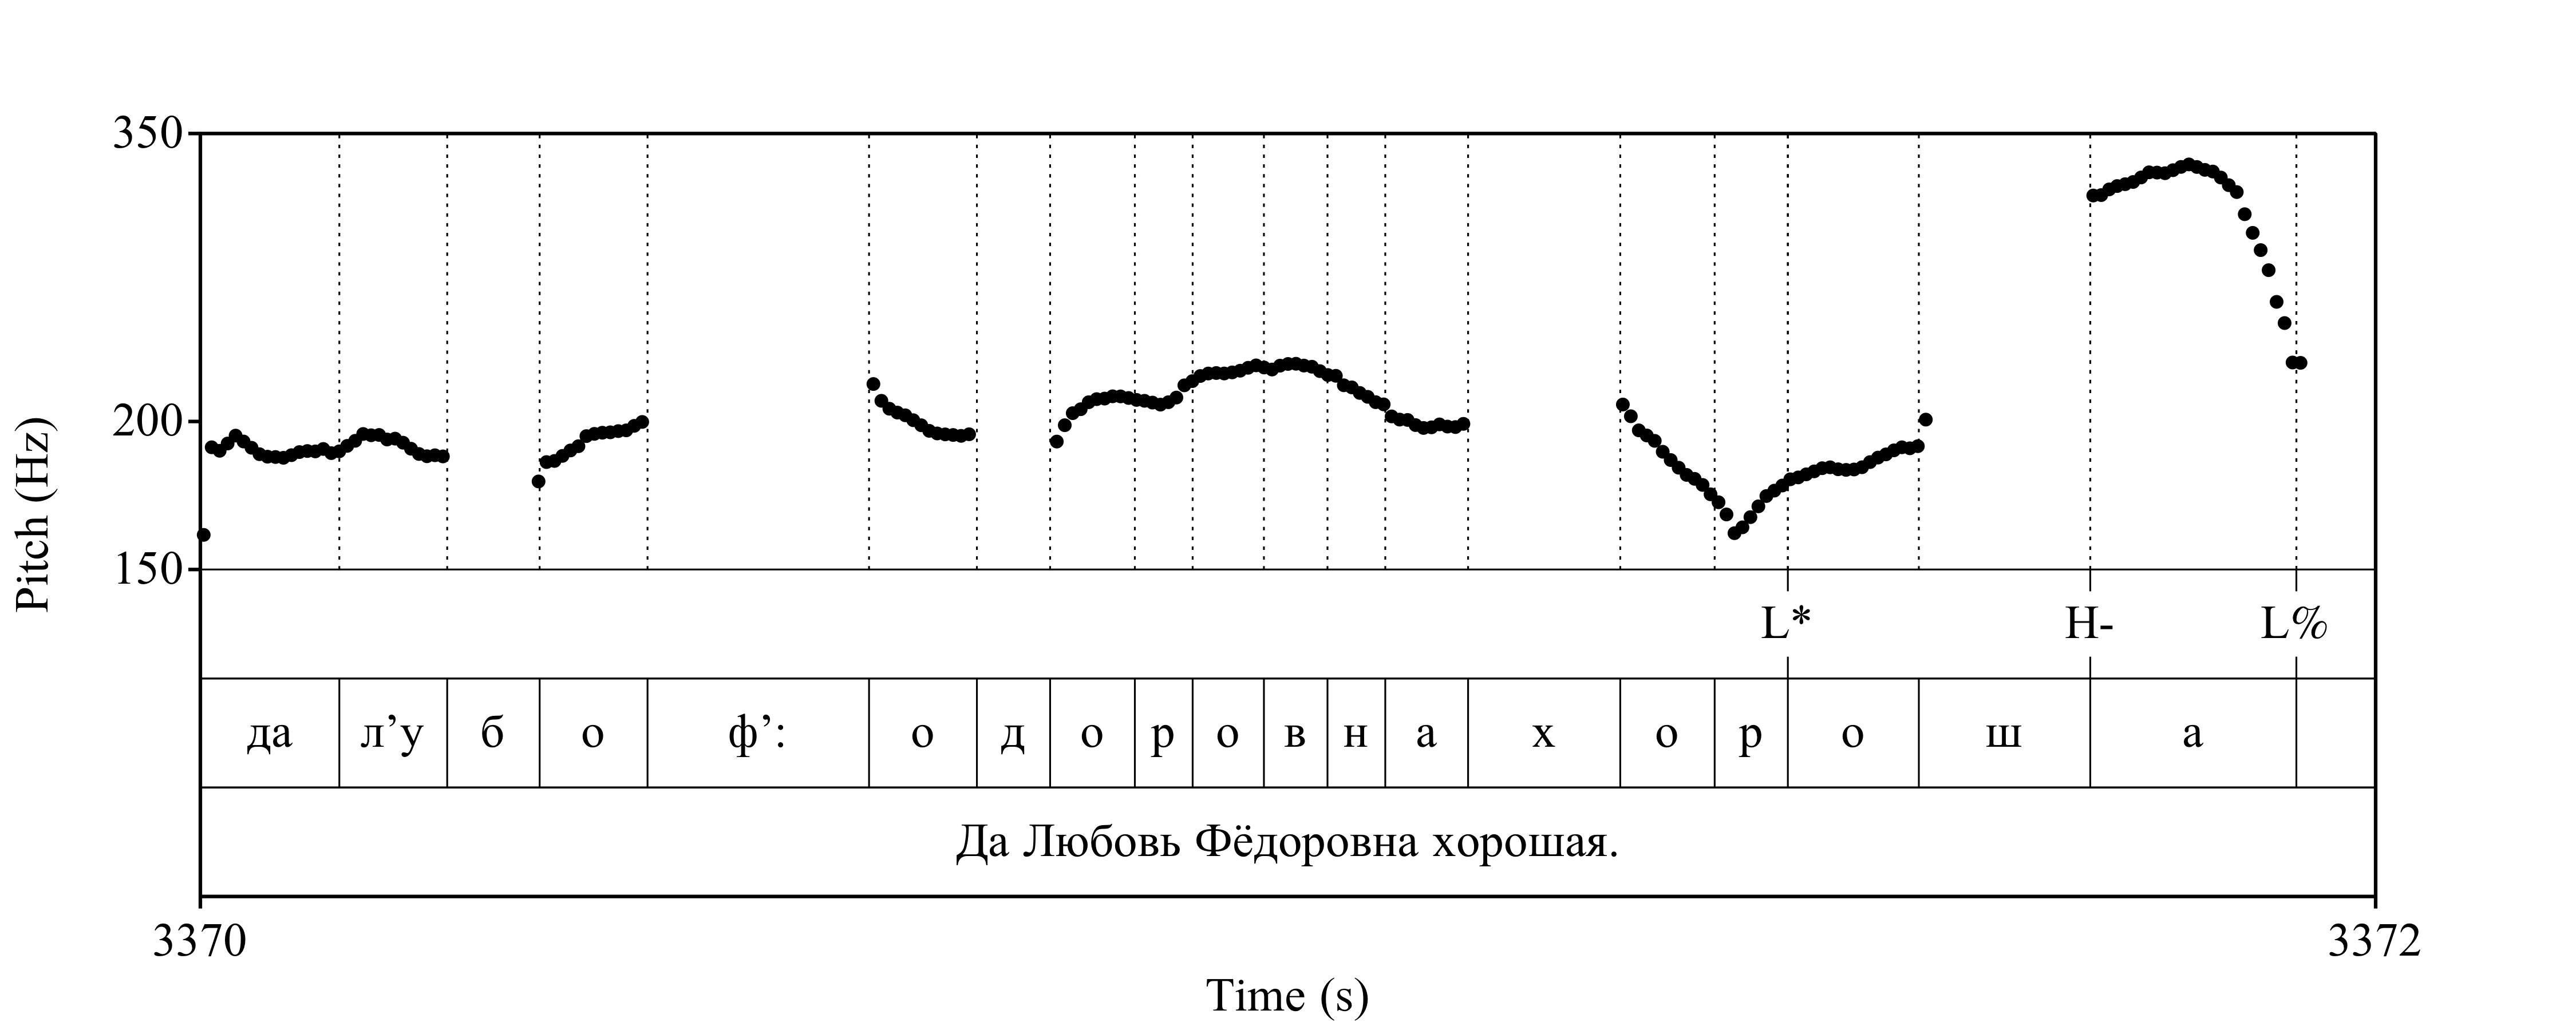 350
200
150
Pitch (Hz)
L* H- L%
да л’у б о ф’: о д о р о в н а х о р о ш а
Да Любовь Фёдоровна хорошая.
3370 3372
Time (s)